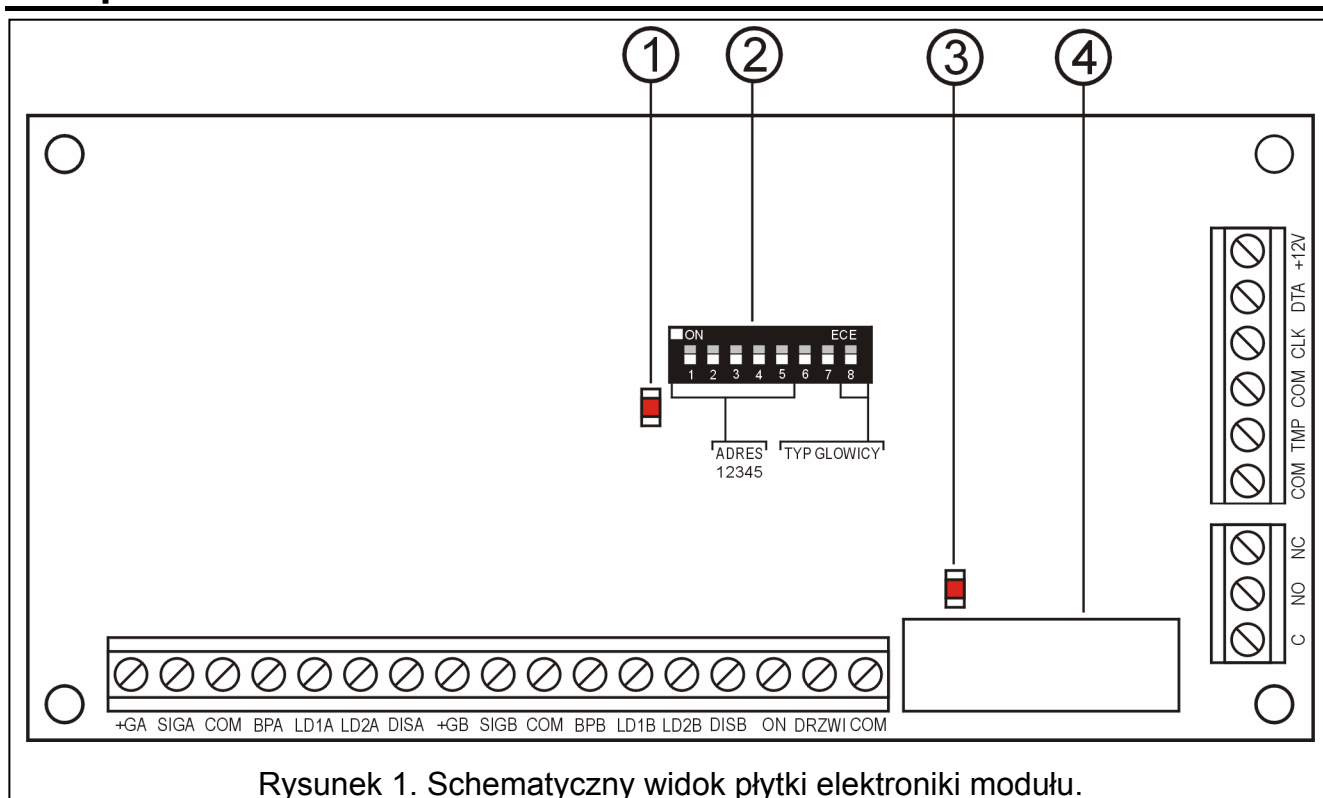 1 2 3 4
ON ECE
1 2 3 4 5 6 7 8
ADRES TYP GLOWICY
12345
+12V
DTA
CLK
COM
TMP
COM
NC
NO
C
+GA SIGA COM BPA LD1A LD2A DISA +GB SIGB COM BPB LD1B LD2B DISB ON DRZWI COM
Rysunek 1. Schematyczny widok płytki elektroniki modułu.